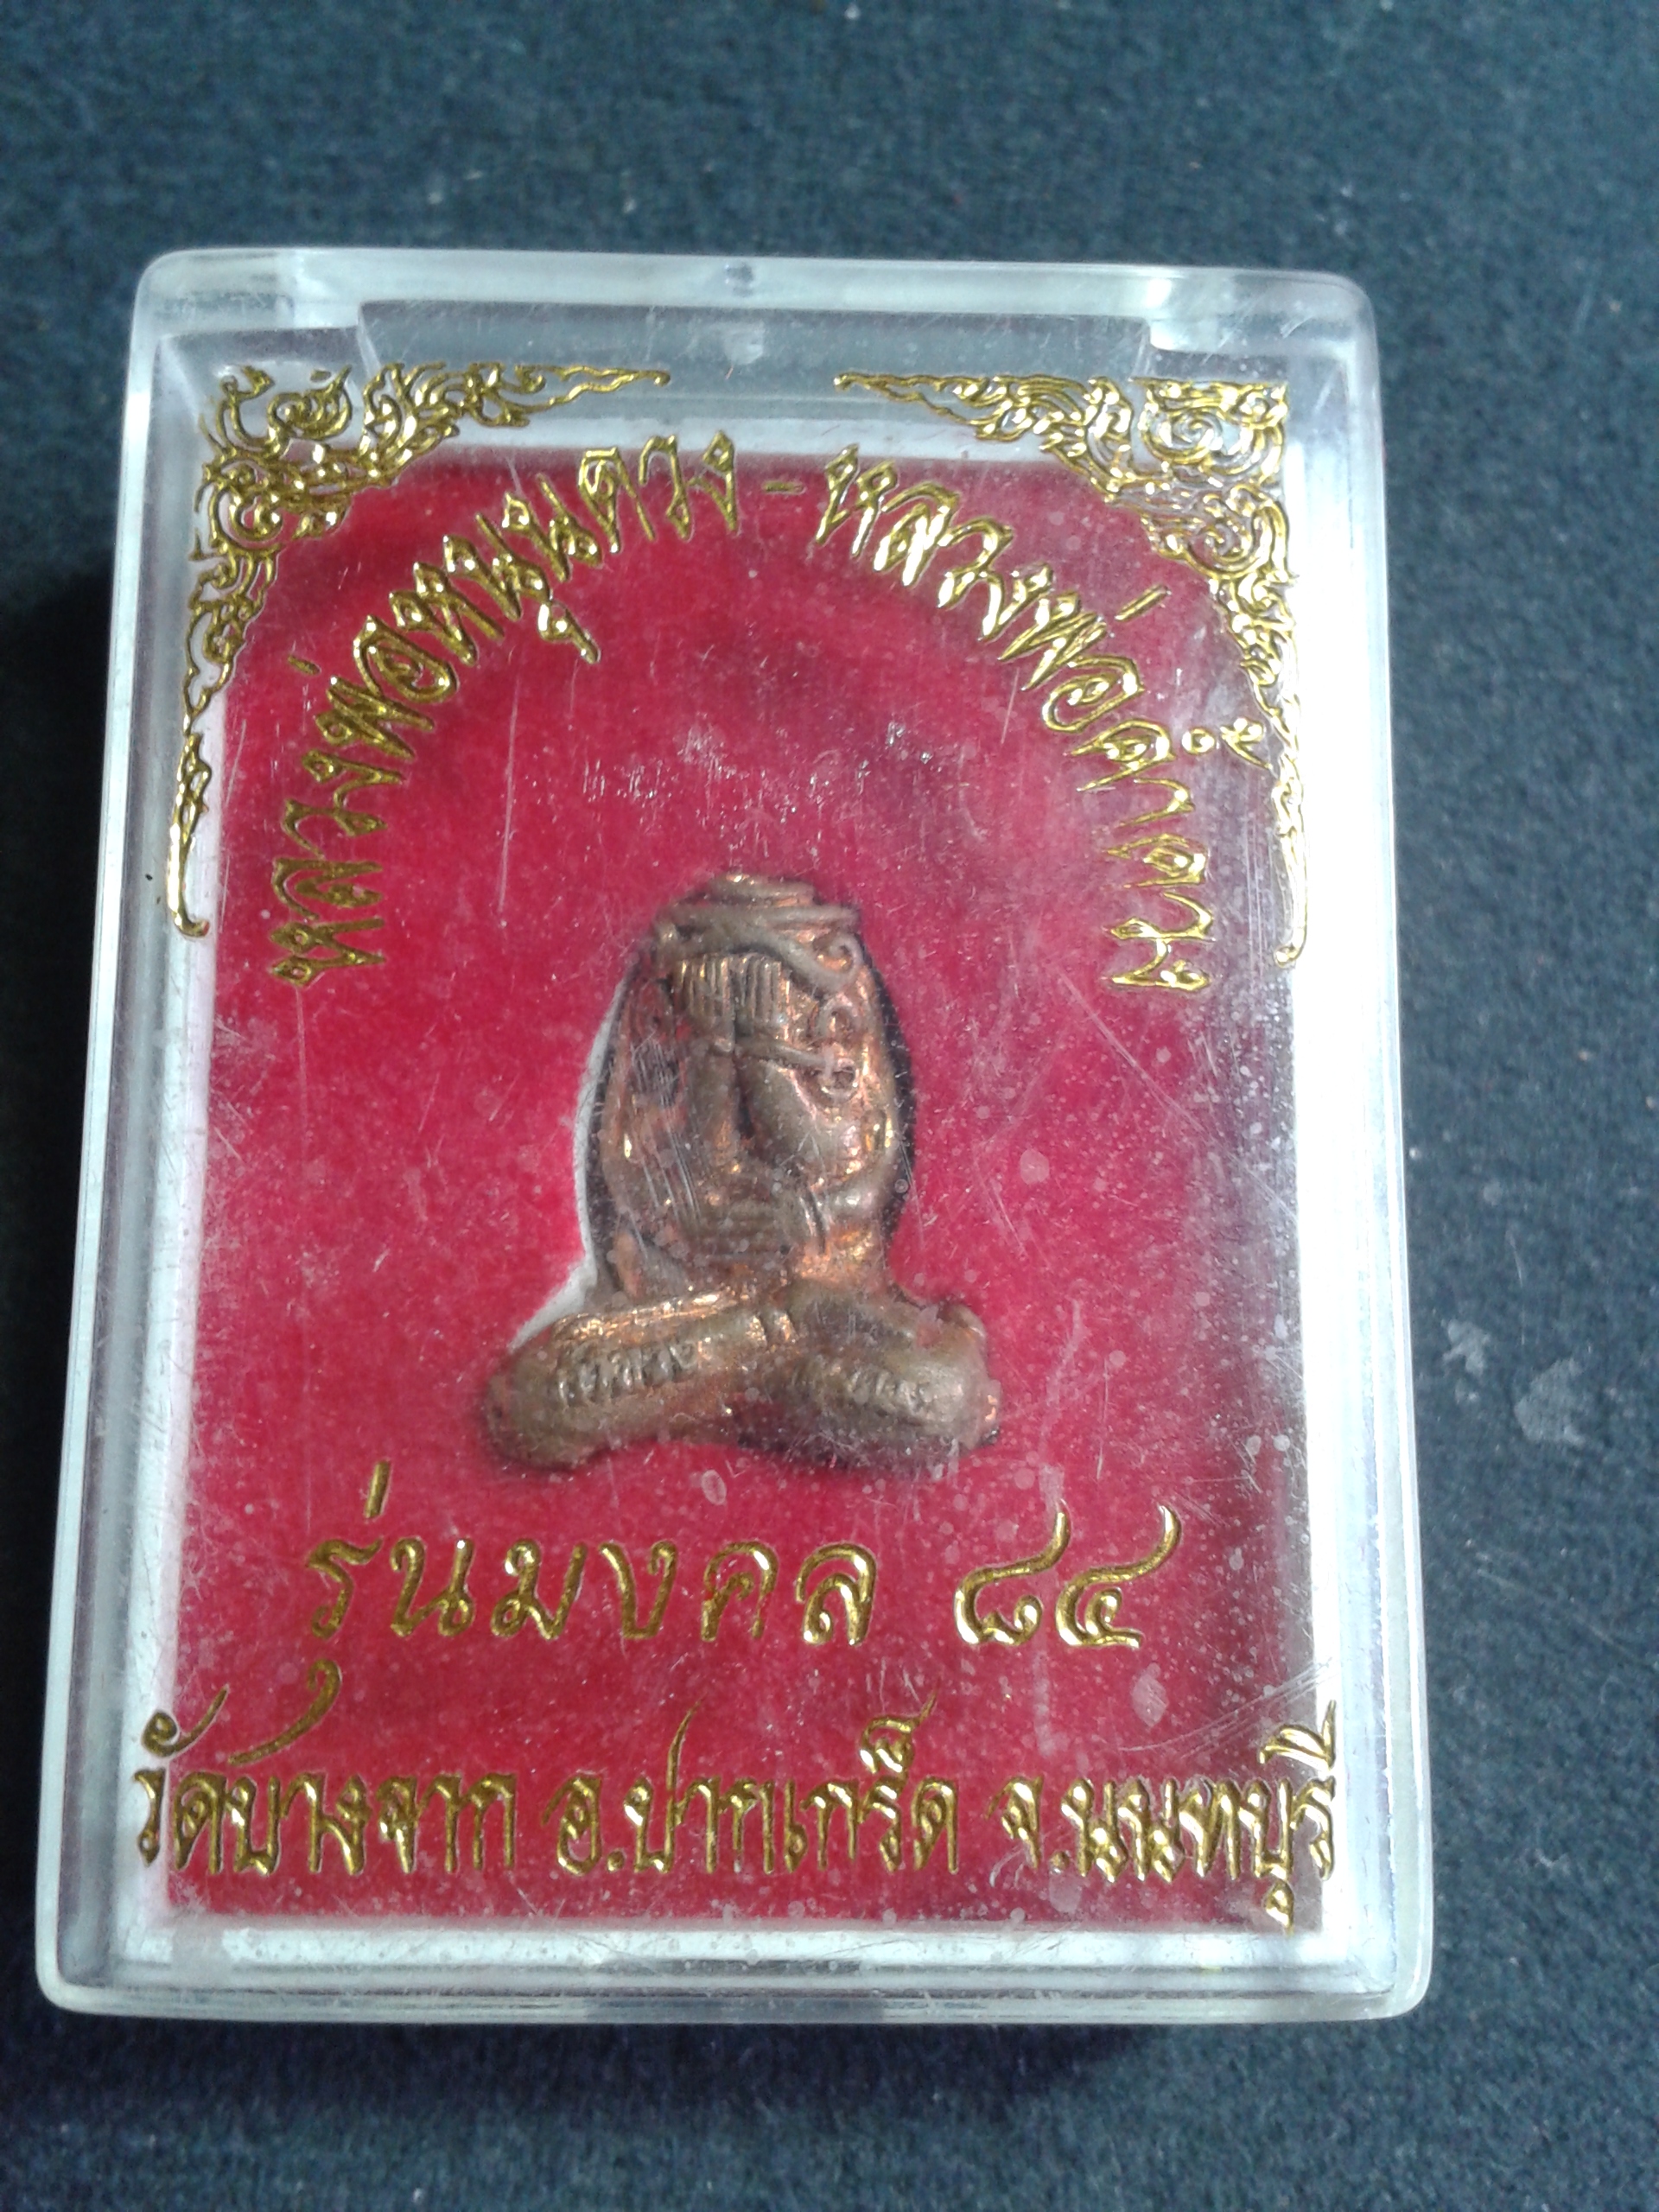 หลวงพ่อหนุนดวง - หลวงพ่อดำดวง
รุ่นมงคล ๘๔
วัดบางจาก อ.ปากเกร็ด จ.นนทบุรี